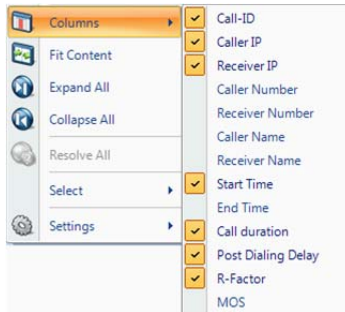 Columns
Fit Content
Expand All
Collapse All
Resolve All
Select
Settings
Call-ID
Caller IP
Receiver IP
Caller Number
Receiver Number
Caller Name
Receiver Name
Start Time
End Time
Call duration
Post Dialing Delay
R-Factor
MOS